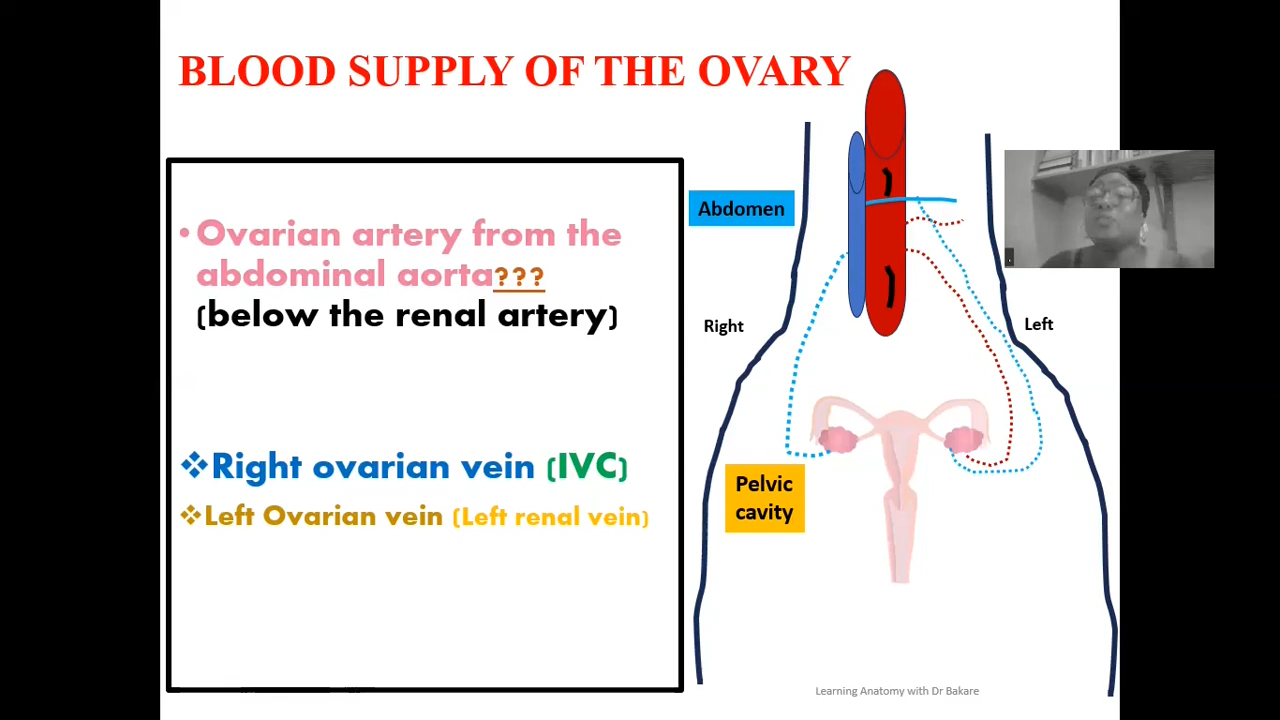 BLOOD SUPPLY OF THE OVARY
• Ovarian artery from the
abdominal aorta???
(below the renal artery)
❖Right ovarian vein (IVC)
❖Left Ovarian vein (Left renal vein)
Abdomen
Right
Left
Pelvic
cavity
Learning Anatomy with Dr Bakare